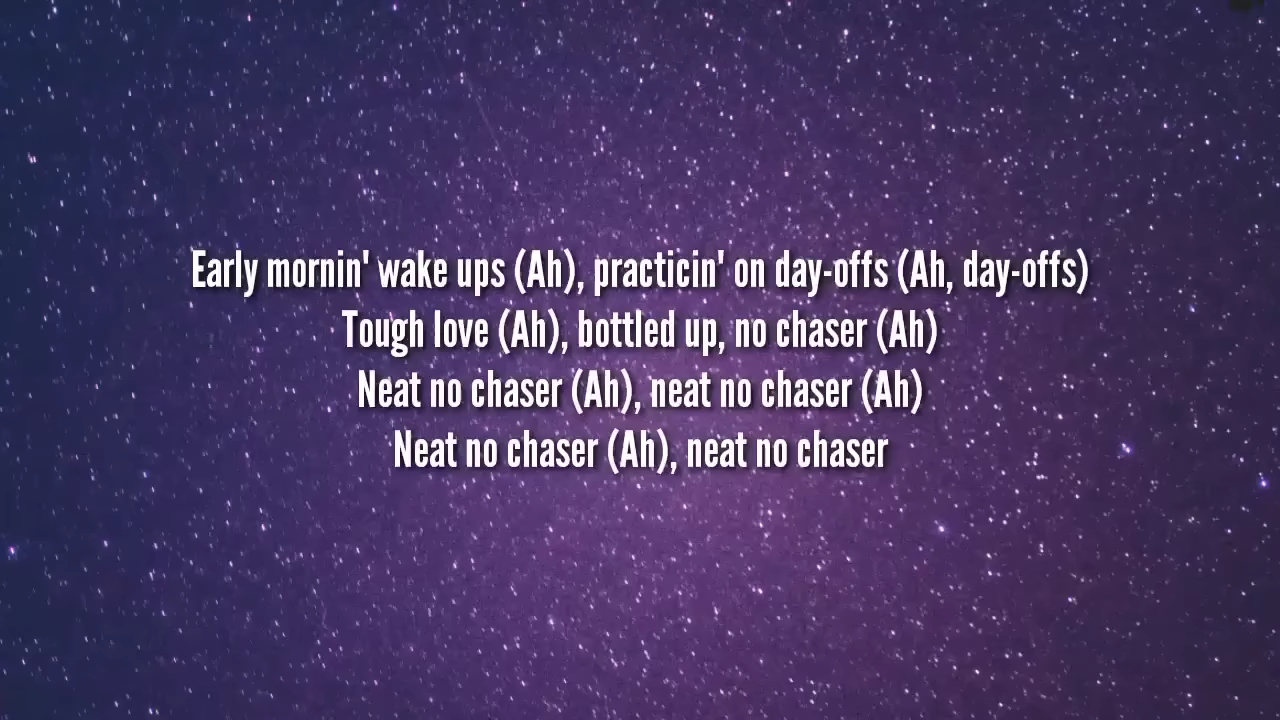 Early mornin' wake ups (Ah), practicin' on day-offs (Ah, day-offs)
Tough love (Ah), bottled up, no chaser (Ah)
Neat no chaser (Ah), neat no chaser (Ah)
Neat no chaser (Ah), neat no chaser